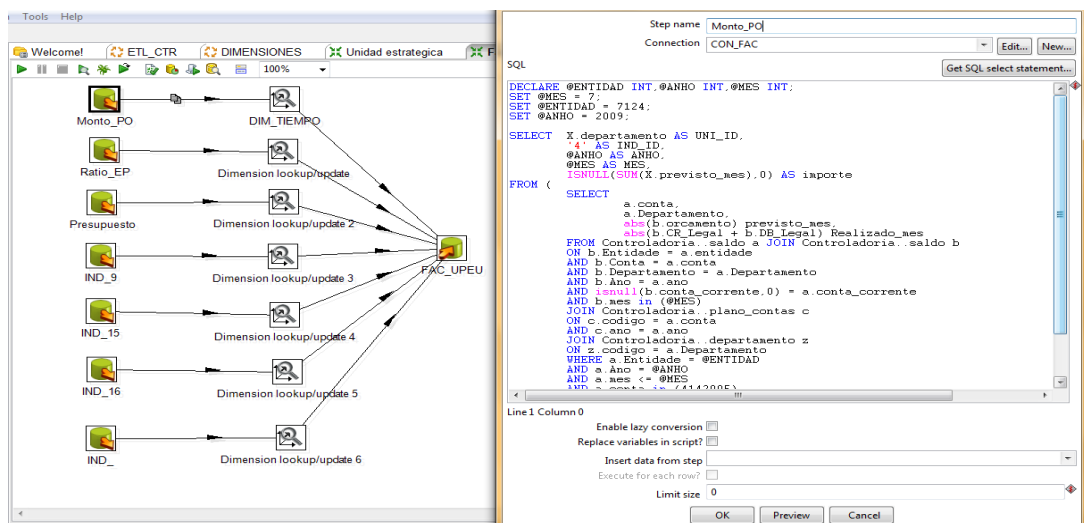 Tools Help
Welcome! ETL_CTR DIMENSIONES Unidad estrategica F
100%
Monto_PO DIM_TIEMPO
Ratio_EP Dimension lookup/update
Presupuesto Dimension lookup/update 2
IND_9 Dimension lookup/update 3
FAC_UPEU
IND_15 Dimension lookup/update 4
IND_16 Dimension lookup/update 5
IND_ Dimension lookup/update 6
Step name Monto_PO
Connection CON_FAC Edit... New...
SQL Get SQL select statement...
DECLARE @ENTIDAD INT,@ANHO INT,@MES INT;
SET @MES = 7;
SET @ENTIDAD = 7124;
SET @ANHO = 2009;
SELECT X.departamento AS UNI_ID,
'4' AS IND_ID,
@ANHO AS ANHO,
@MES AS MES,
ISNULL(SUM(X.previsto_mes),0) AS importe
FROM (
SELECT
a.conta,
a.Departamento,
abs(b.orcamento) previsto_mes,
abs(b.CR_Legal + b.DB_Legal) Realizado_mes
FROM Controladoria..saldo a JOIN Controladoria..saldo b
ON b.Entidade = a.entidade
AND b.Conta = a.conta
AND b.Departamento = a.Departamento
AND b.Ano = a.ano
AND isnull(b.conta_corrente,0) = a.conta_corrente
AND b.mes in (@MES)
JOIN Controladoria..plano_contas c
ON c.codigo = a.conta
AND c.ano = a.ano
JOIN Controladoria..departamento z
ON z.codigo = a.Departamento
WHERE a.Entidade = @ENTIDAD
AND a.Ano = @ANHO
AND a.mes <= @MES
AND a.conta in (4142005)
Line 1 Column 0
Enable lazy conversion
Replace variables in script?
Insert data from step
Execute for each row?
Limit size 0
OK Preview Cancel